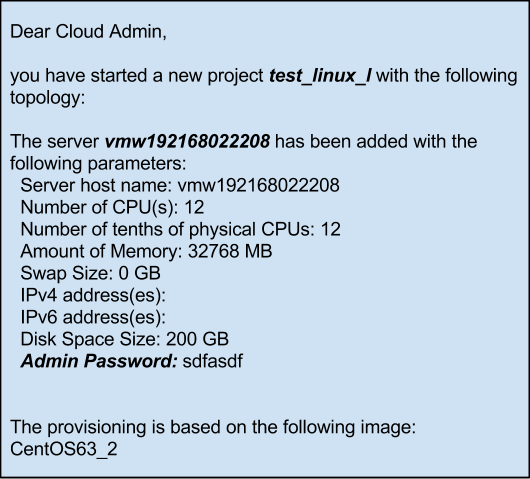 Dear Cloud Admin,
you have started a new project test_linux_l with the following
topology:
The server vmw192168022208 has been added with the
following parameters:
Server host name: vmw192168022208
Number of CPU(s): 12
Number of tenths of physical CPUs: 12
Amount of Memory: 32768 MB
Swap Size: 0 GB
IPv4 address(es):
IPv6 address(es):
Disk Space Size: 200 GB
Admin Password: sdfasdf
The provisioning is based on the following image:
CentOS63_2